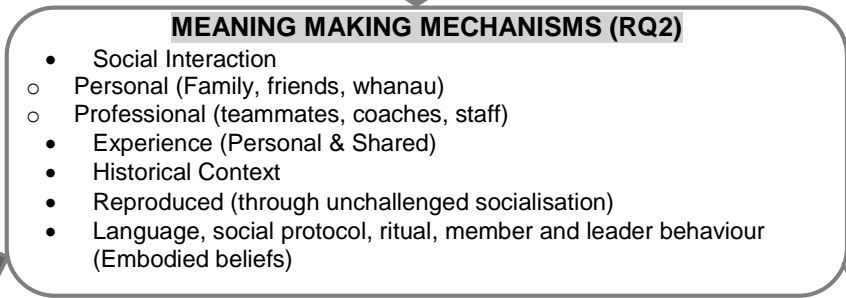 MEANING MAKING MECHANISMS (RQ2)
• Social Interaction
o Personal (Family, friends, whanau)
o Professional (teammates, coaches, staff)
• Experience (Personal & Shared)
• Historical Context
• Reproduced (through unchallenged socialisation)
• Language, social protocol, ritual, member and leader behaviour
(Embodied beliefs)